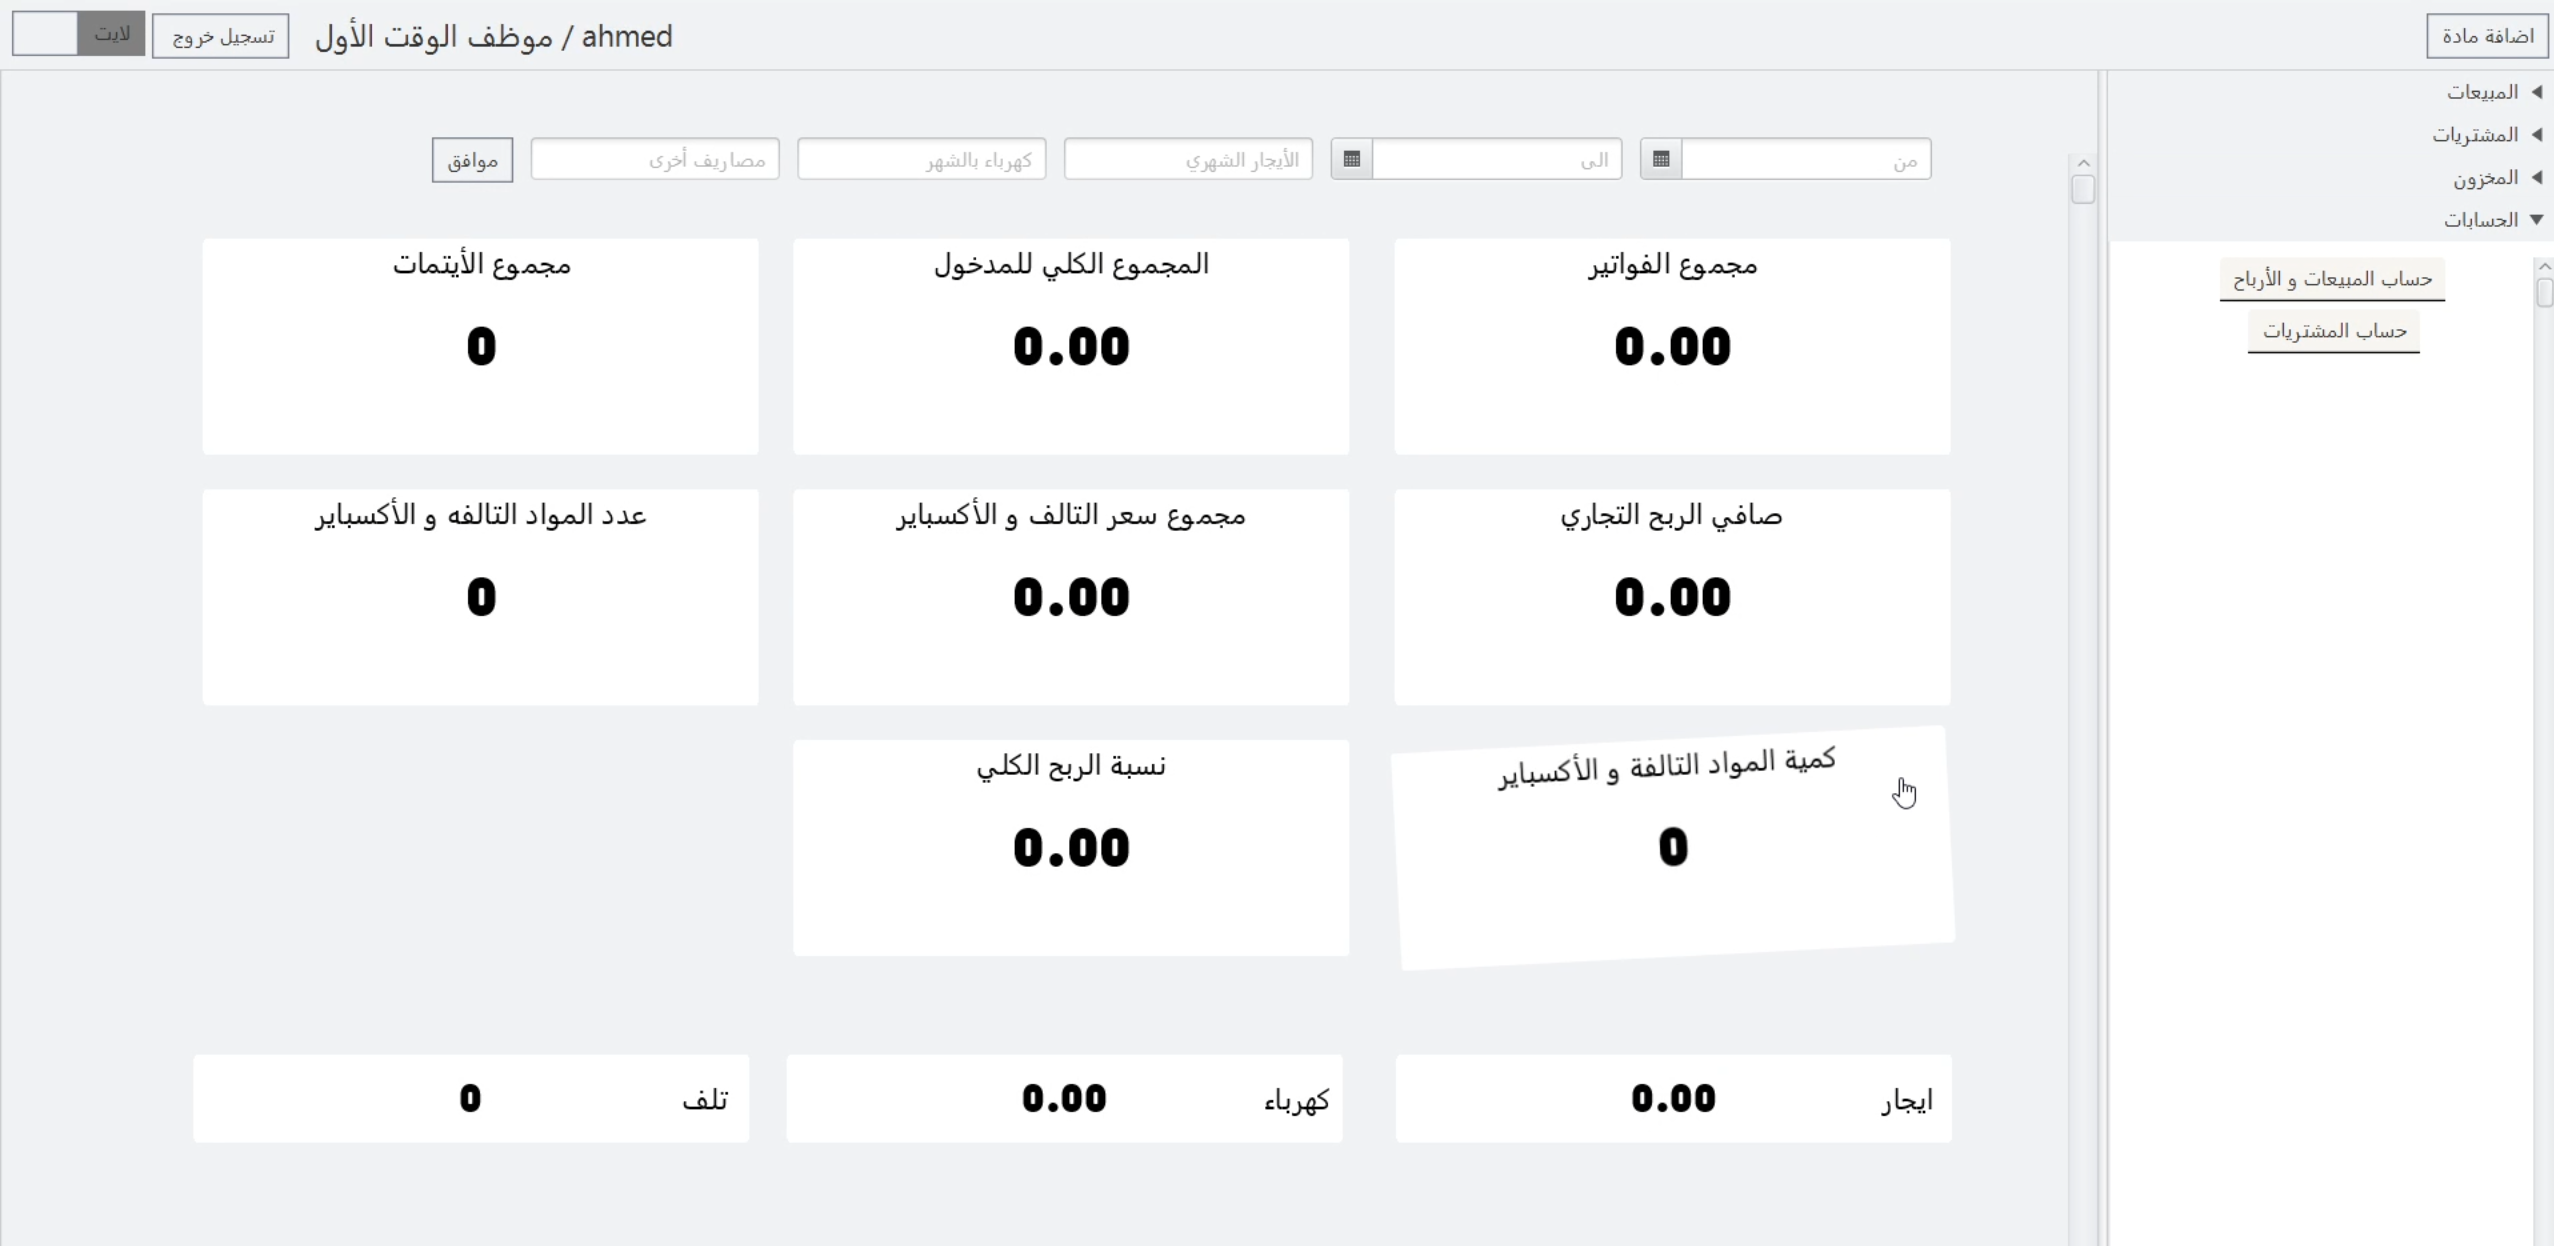 اضافة مادة
ahmed / موظف الوقت الأول
تسجيل خروج
لايت
المبيعات
المشتريات
المخزون
الحسابات
حساب المبيعات و الأرباح
حساب المشتريات
من
الى
الأيجار الشهري
كهرباء بالشهر
مصاريف أخرى
موافق
مجموع الفواتير
0.00
المجموع الكلي للمدخول
0.00
مجموع الأيتمات
0
صافي الربح التجاري
0.00
مجموع سعر التالف و الأكسباير
0.00
عدد المواد التالفه و الأكسباير
0
كمية المواد التالفة و الأكسباير
0
نسبة الربح الكلي
0.00
ايجار 0.00
كهرباء 0.00
تلف 0